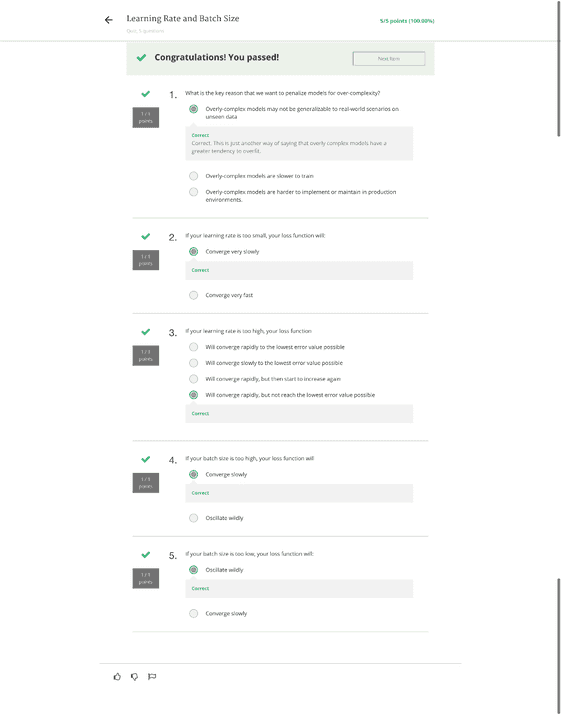 Learning Rate and Batch Size
Quiz, 5 questions
5/5 points (100.00%)
Congratulations! You passed!
Next Item
1.
What is the key reason that we want to penalize models for over-complexity?
1 / 1
points
Overly-complex models may not be generalizable to real-world scenarios on
unseen data
Correct
Correct. This is just another way of saying that overly complex models have a
greater tendency to overfit.
Overly-complex models are slower to train
Overly-complex models are harder to implement or maintain in production
environments.
2.
If your learning rate is too small, your loss function will:
1 / 1
points
Converge very slowly
Correct
Converge very fast
3.
If your learning rate is too high, your loss function
1 / 1
points
Will converge rapidly to the lowest error value possible
Will converge slowly to the lowest error value possible
Will converge rapidly, but then start to increase again
Will converge rapidly, but not reach the lowest error value possible
Correct
4.
If your batch size is too high, your loss function will
1 / 1
points
Converge slowly
Correct
Oscillate wildly
5.
If your batch size is too low, your loss function will:
1 / 1
points
Oscillate wildly
Correct
Converge slowly